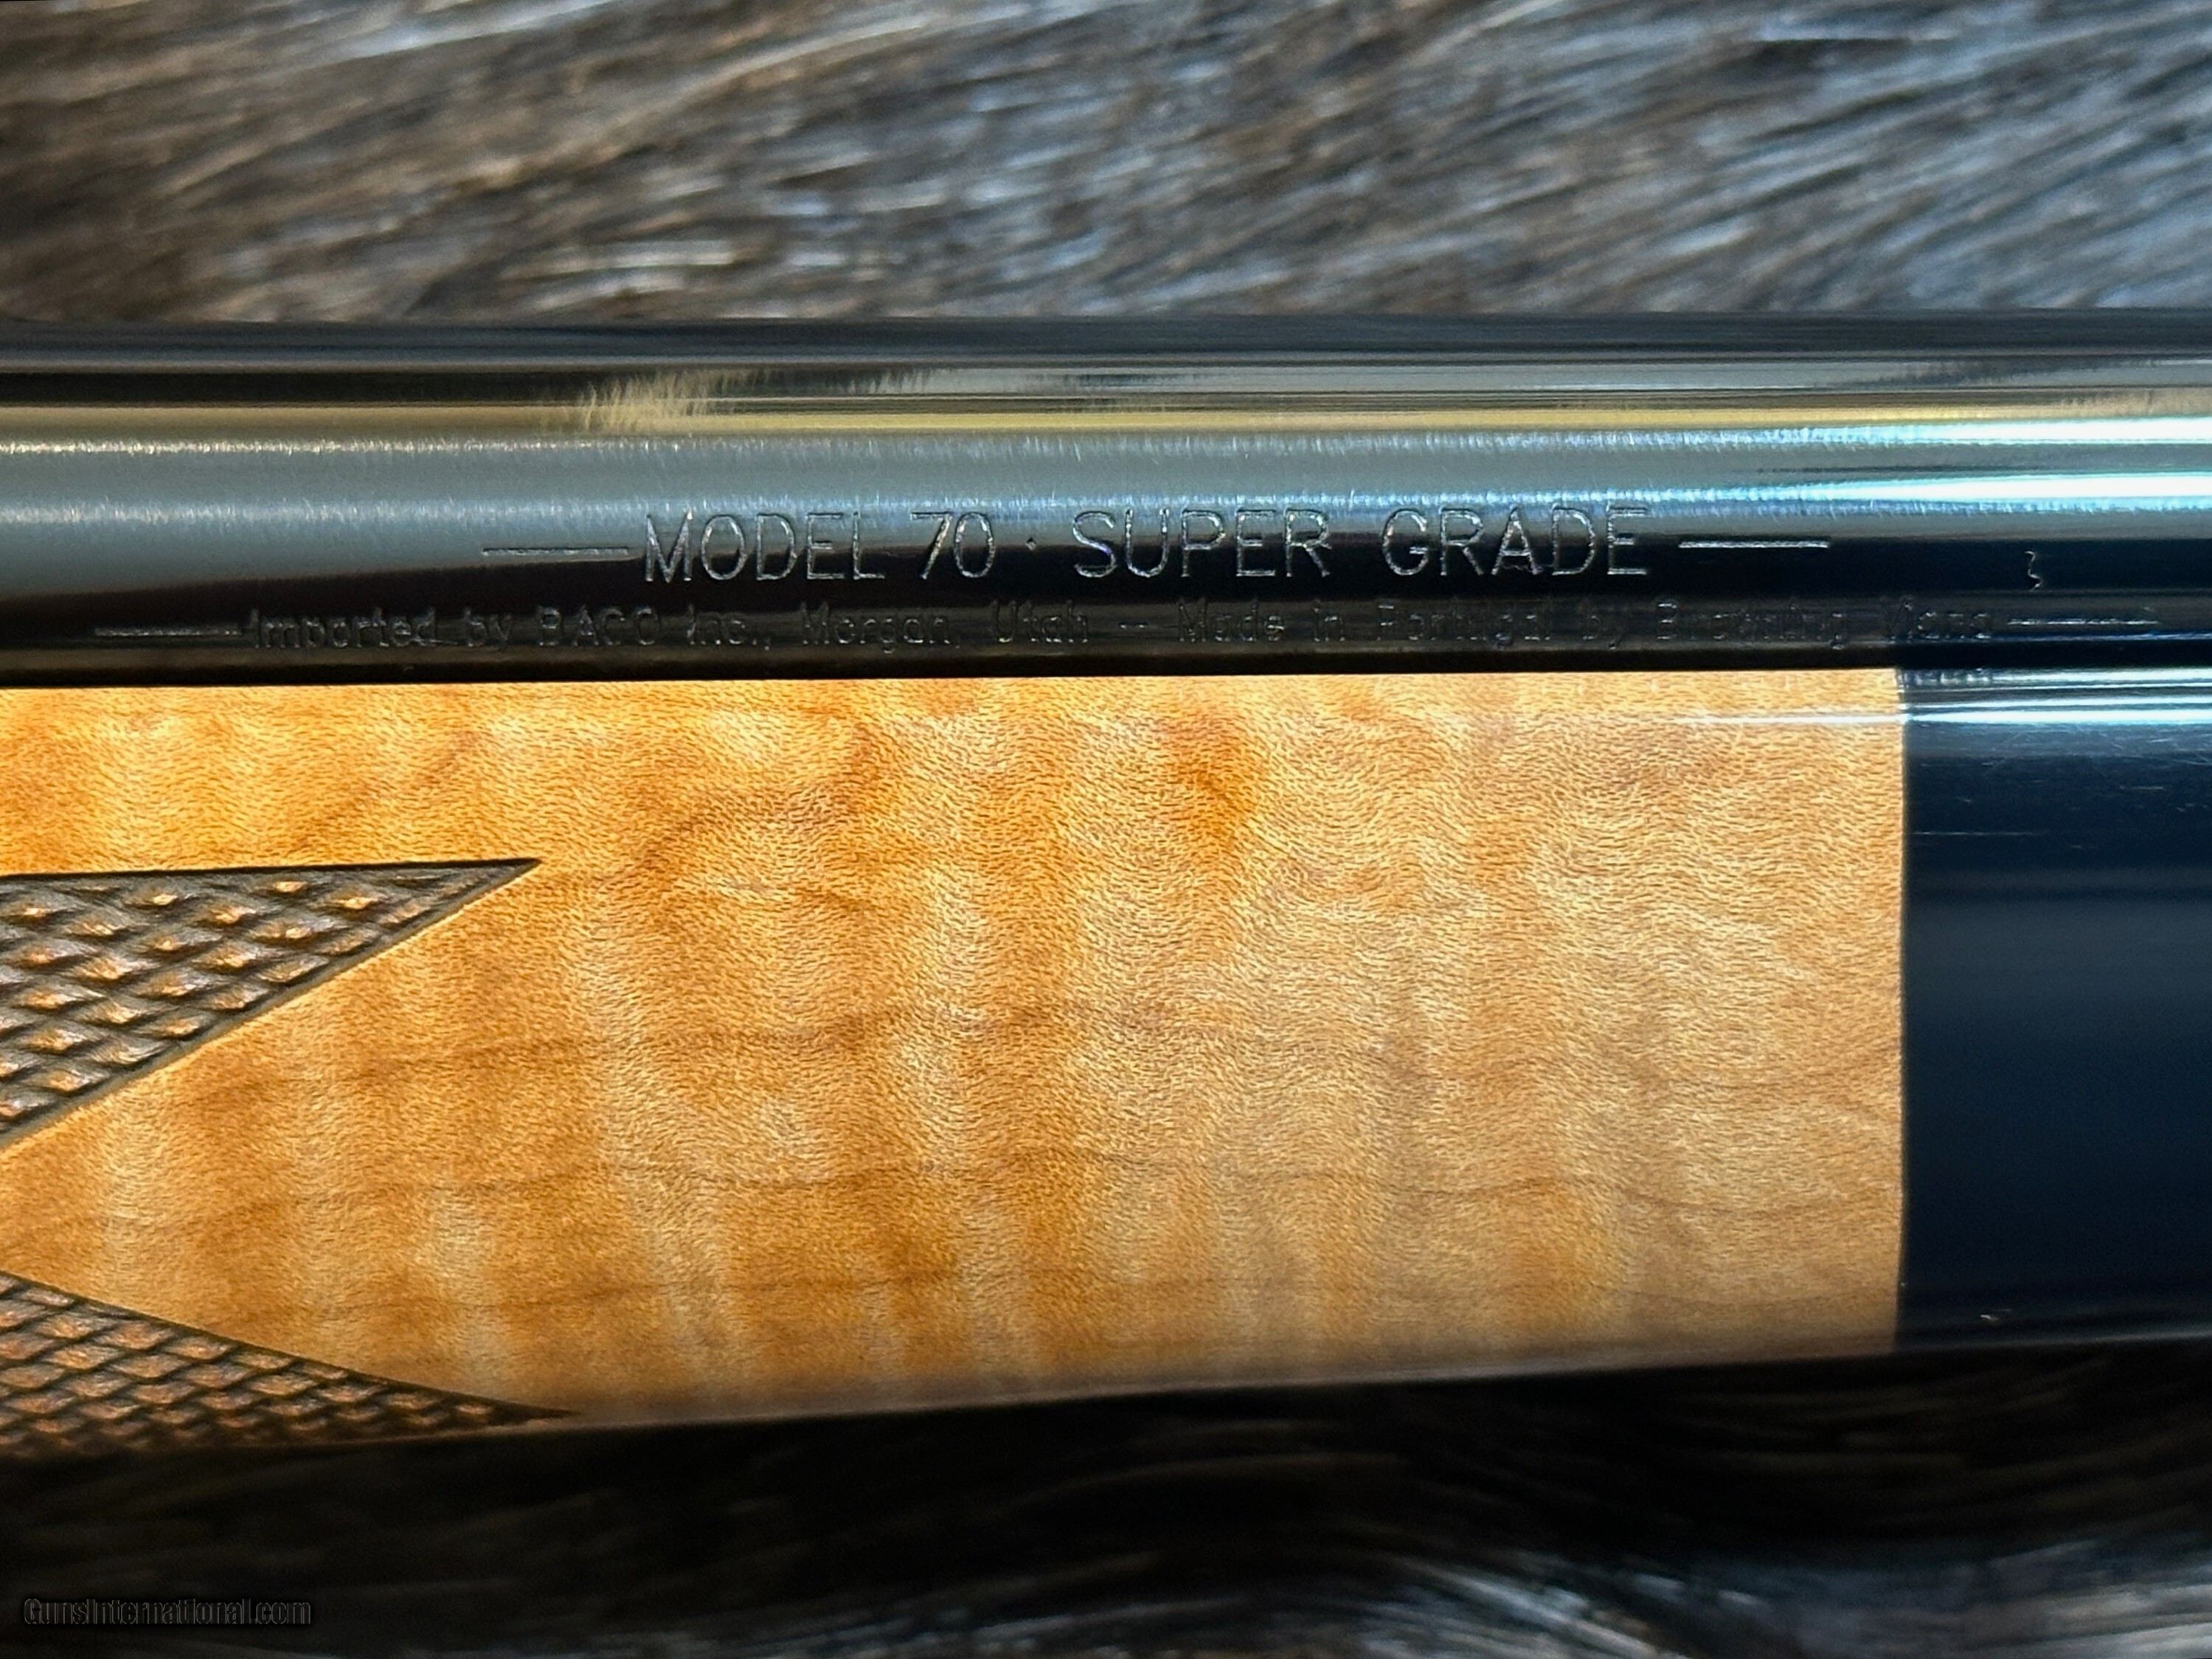 MODEL 70 · SUPER GRADE
Imported by BACO Inc., Morgan, Utah — Made in Portugal by Browning Viana
GunsInternational.com